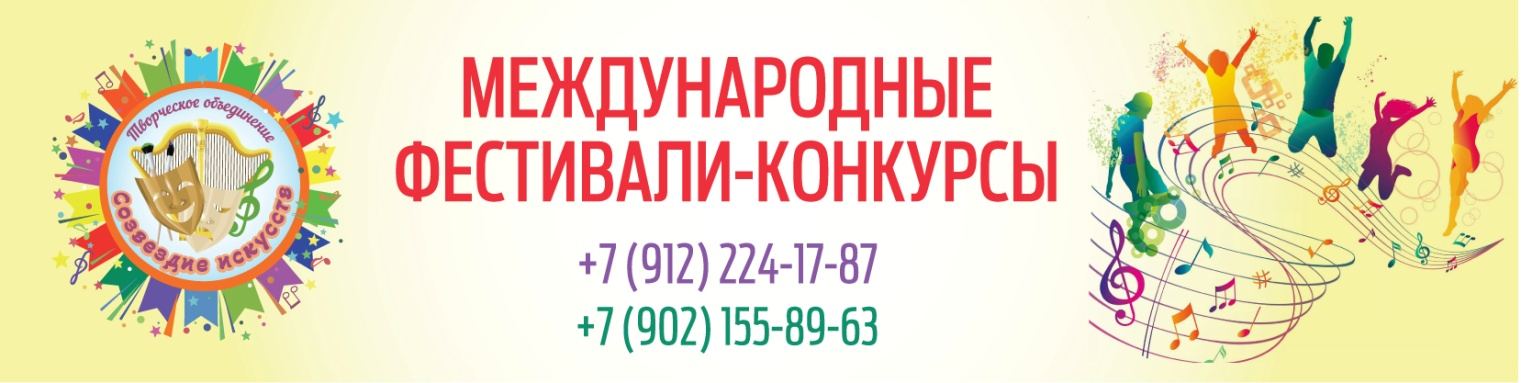 Творческое объединение
Созвездие искусств
МЕЖДУНАРОДНЫЕ
ФЕСТИВАЛИ-КОНКУРСЫ
+7 (912) 224-17-87
+7 (902) 155-89-63